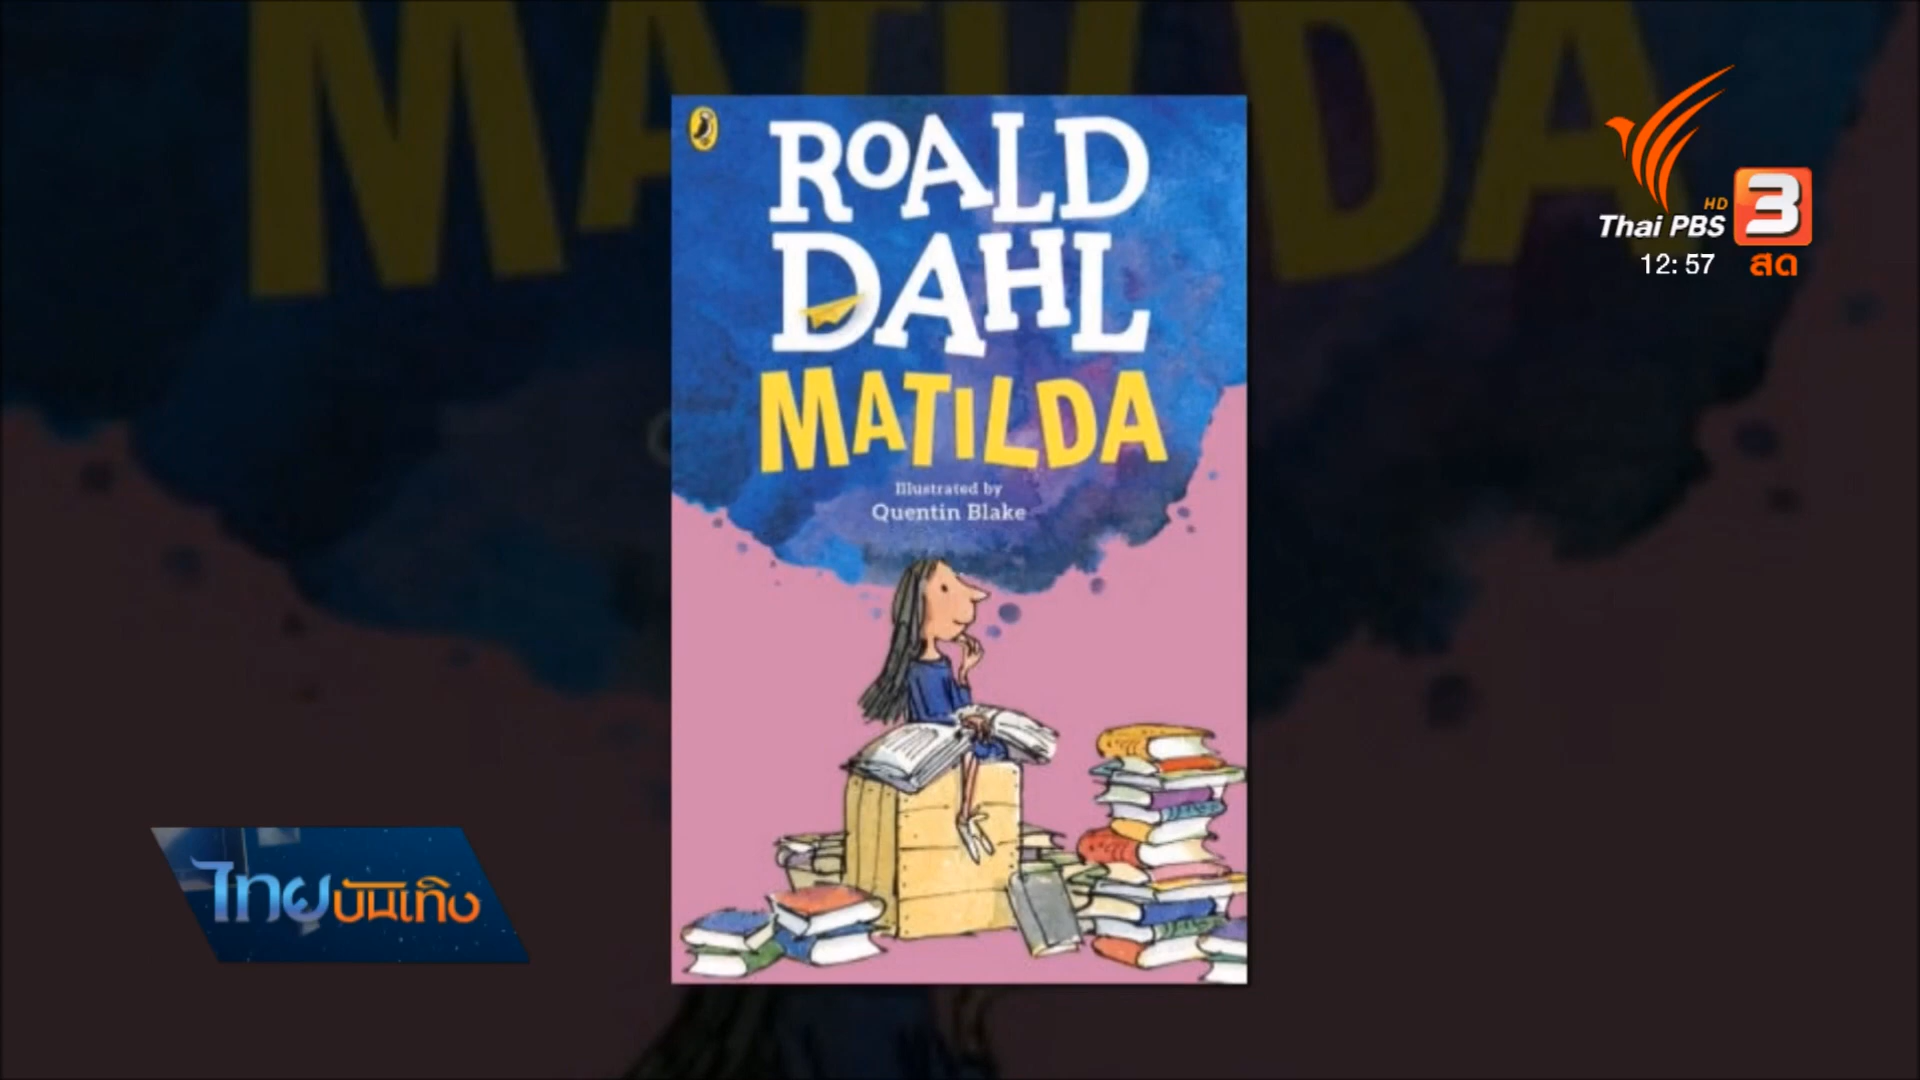 MATILDA
ROALD
DAHL
MATILDA
Illustrated by
Quentin Blake
HD
Thai PBS 3
12:57 สด
ไทยบันเทิง